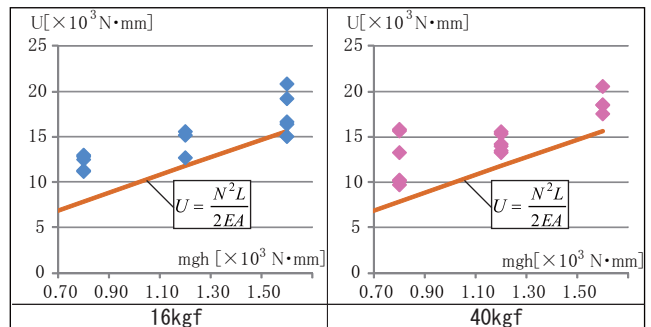 U[×10³N・mm]
25
20
15
10
5
0
U = N²L / 2EA
mgh [×10³ N・mm]
0.70 0.90 1.10 1.30 1.50
16kgf
U[×10³N・mm]
25
20
15
10
5
0
U = N²L / 2EA
mgh[×10³ N・mm]
0.70 0.90 1.10 1.30 1.50
40kgf